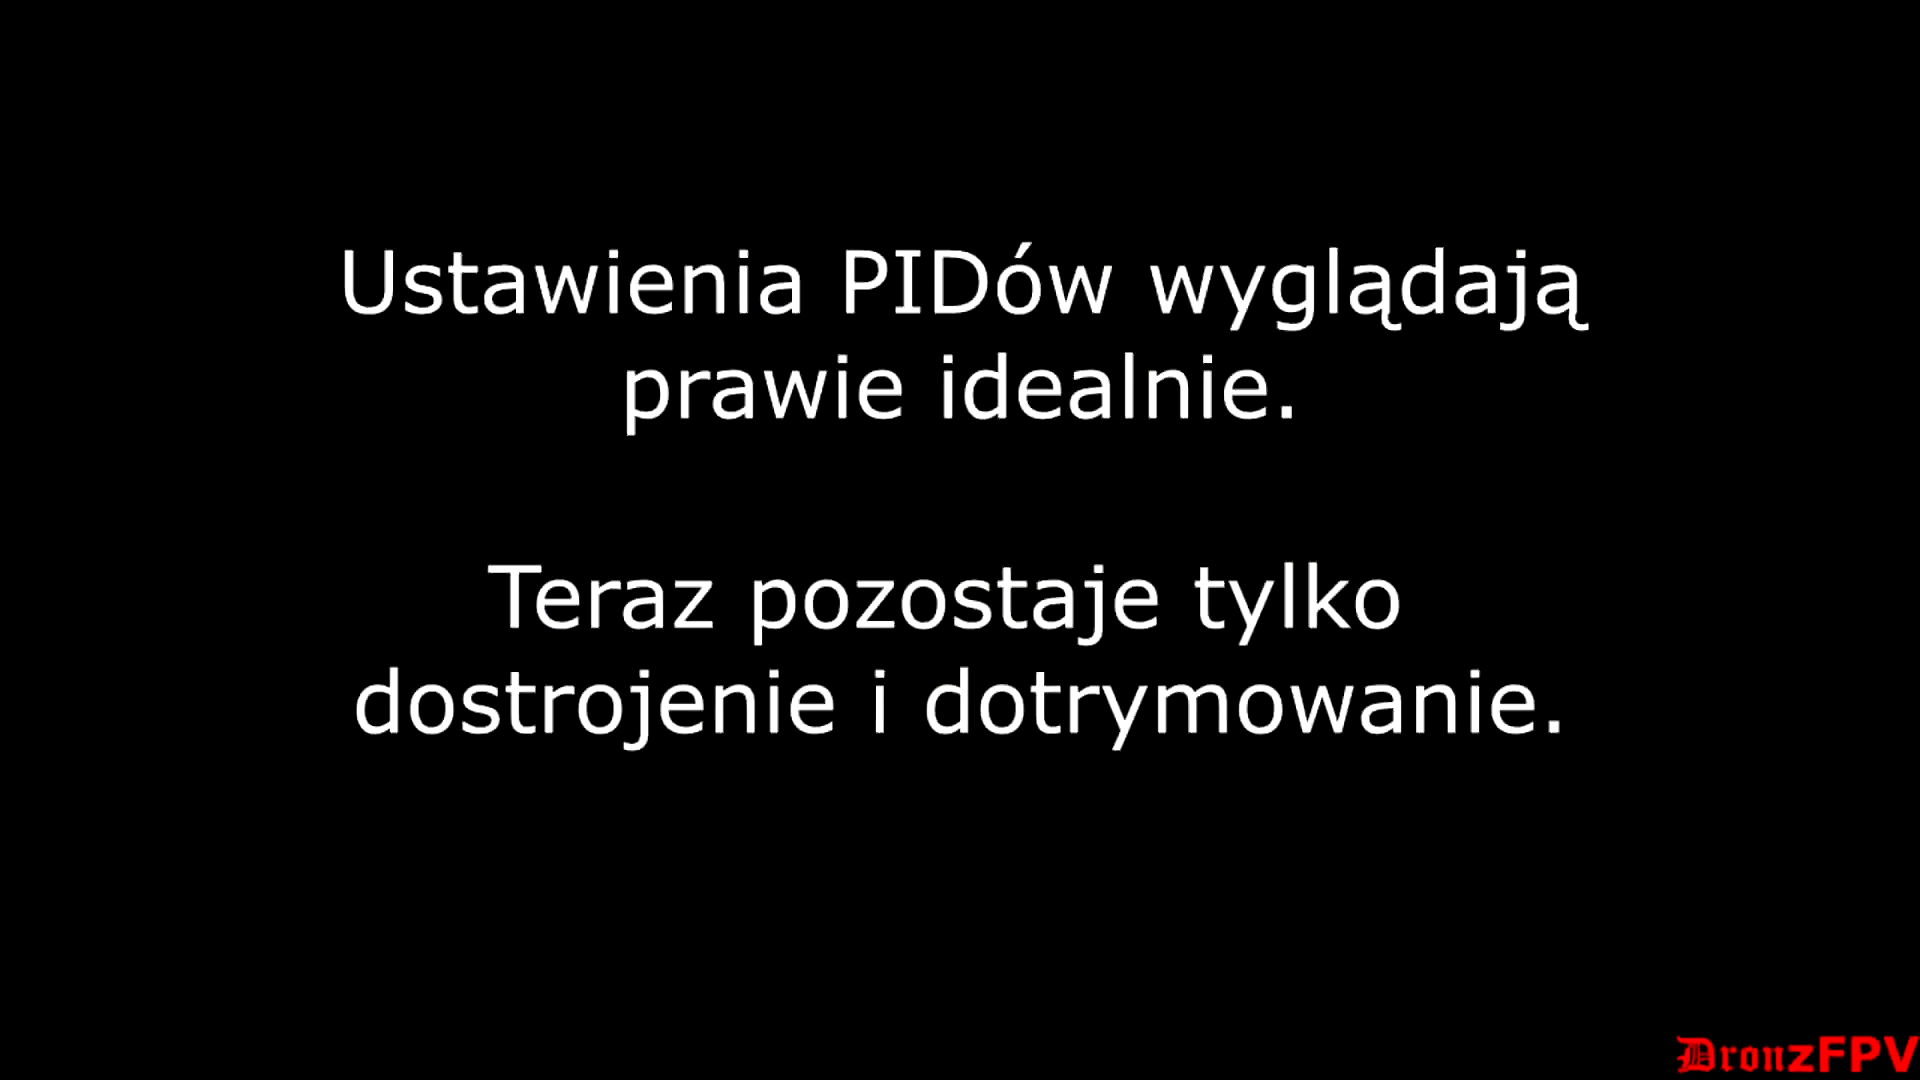 Ustawienia PIDów wyglądają
prawie idealnie.
Teraz pozostaje tylko
dostrojenie i dotrymowanie.
DronzFPV